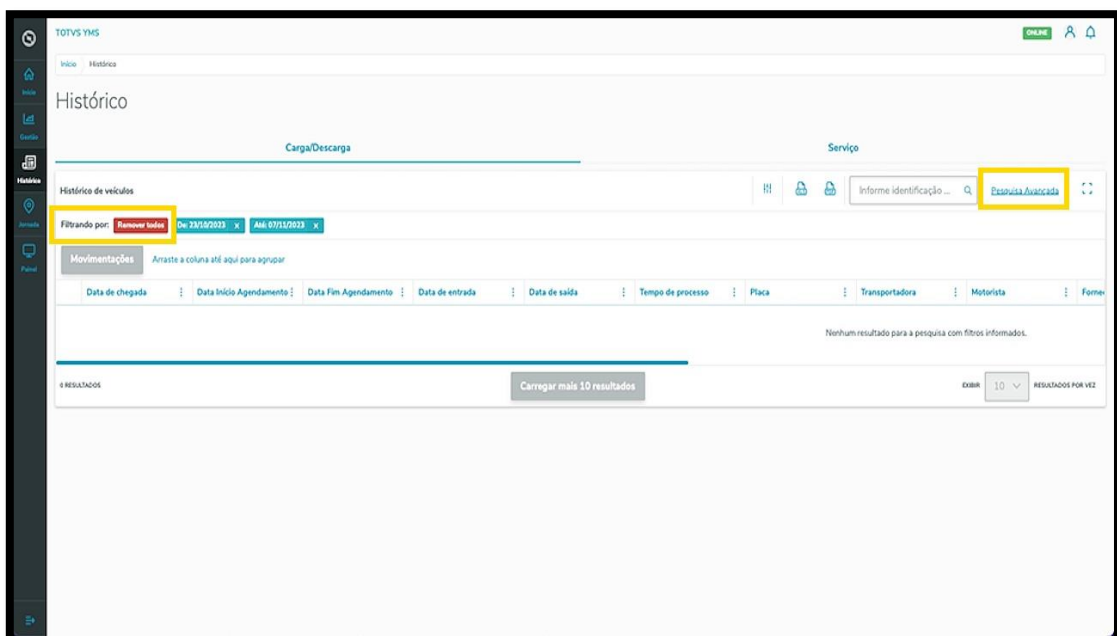 TOTVS YMS
ONLINE
Início
Histórico
Início
Gestão
Histórico
Jornada
Painel
Histórico
Carga/Descarga
Serviço
Histórico de veículos
Informe identificação ...
Pesquisa Avançada
Filtrando por: Remover todos De: 23/10/2023 x Até: 07/11/2023 x
Movimentações Arraste a coluna até aqui para agrupar
Data de chegada Data Início Agendamento Data Fim Agendamento Data de entrada Data de saída Tempo de processo Placa Transportadora Motorista Forne
Nenhum resultado para a pesquisa com filtros informados.
0 RESULTADOS Carregar mais 10 resultados EXIBIR 10 RESULTADOS POR VEZ